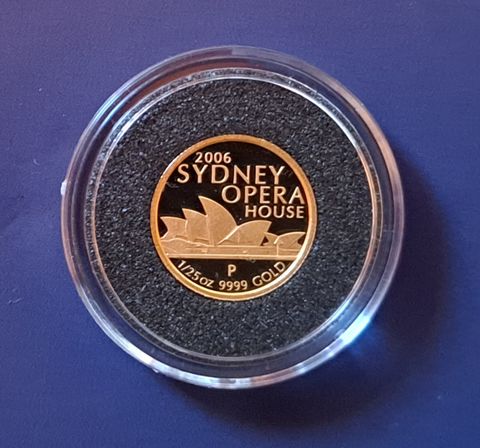 2006
SYDNEY
OPERA
HOUSE
P
1/25oz 9999 GOLD